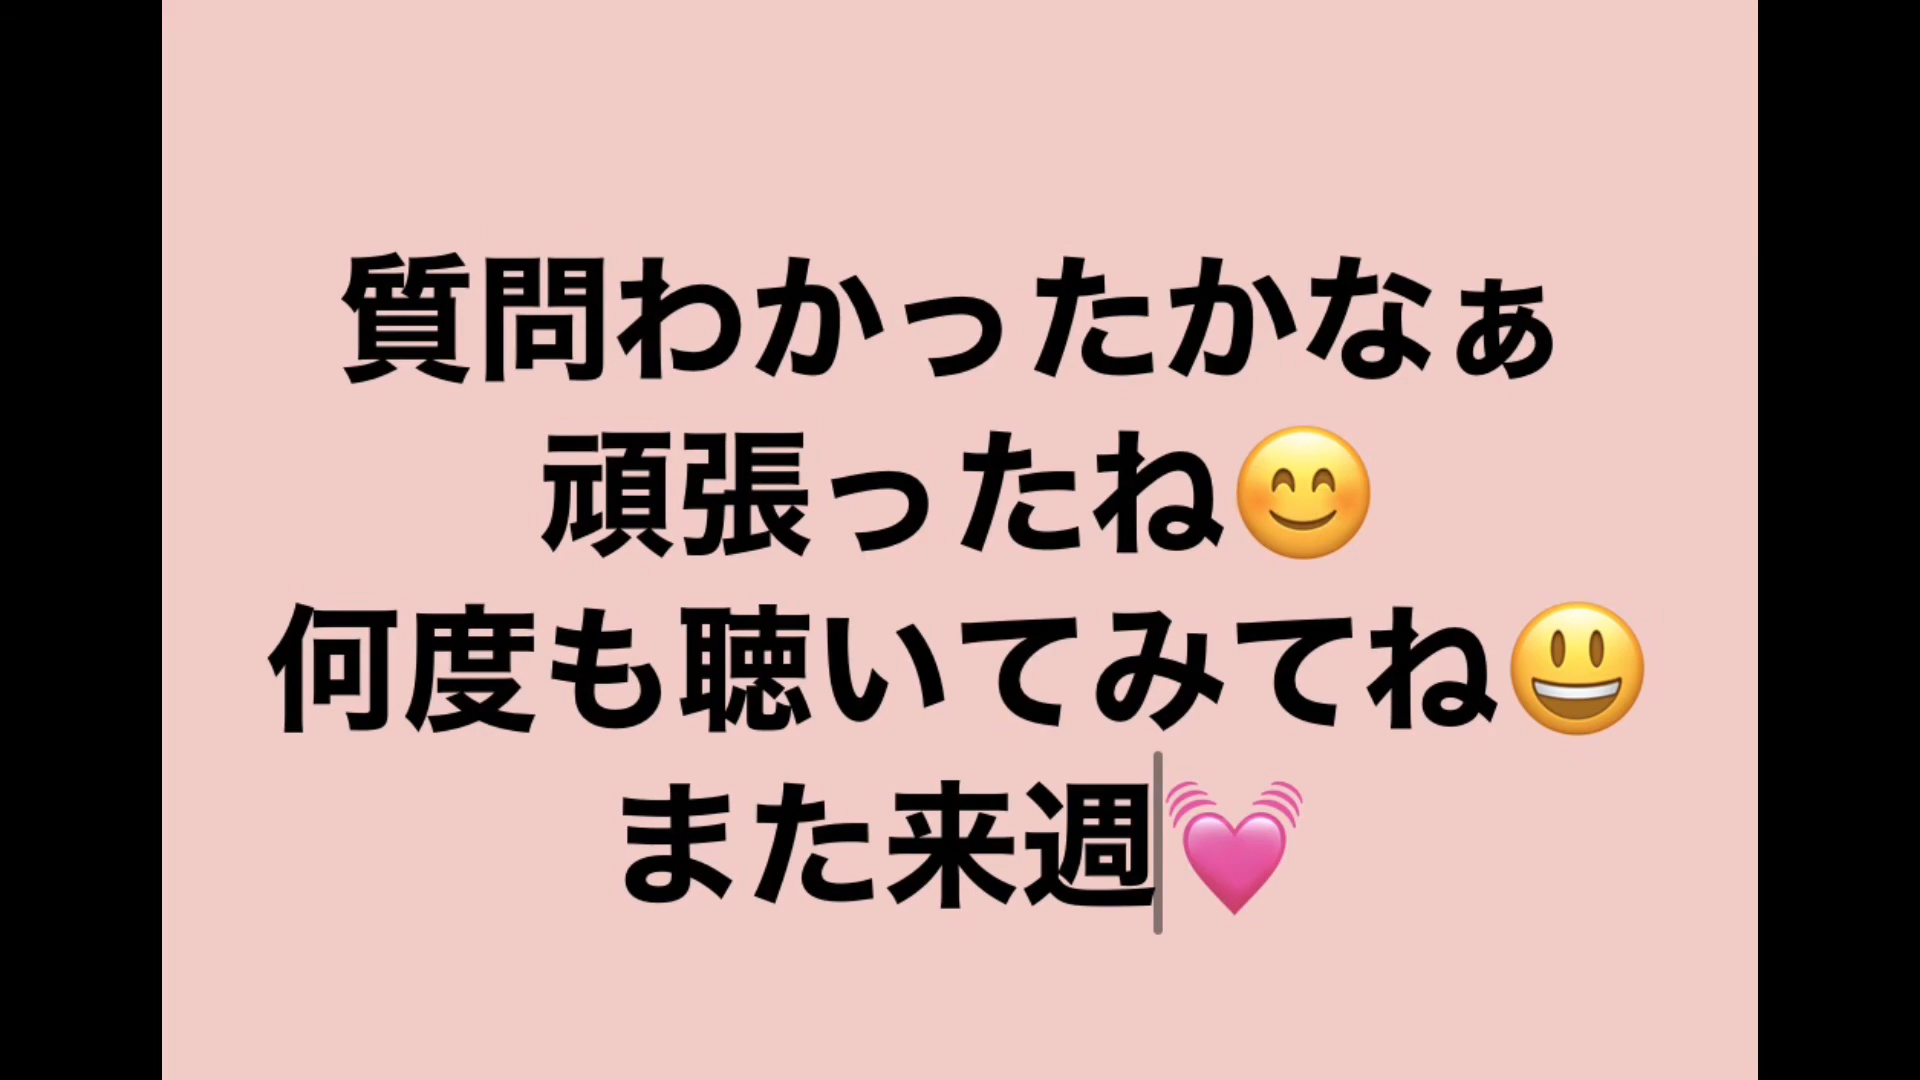 質問わかったかなぁ
頑張ったね😊
何度も聴いてみてね😃
また来週💓